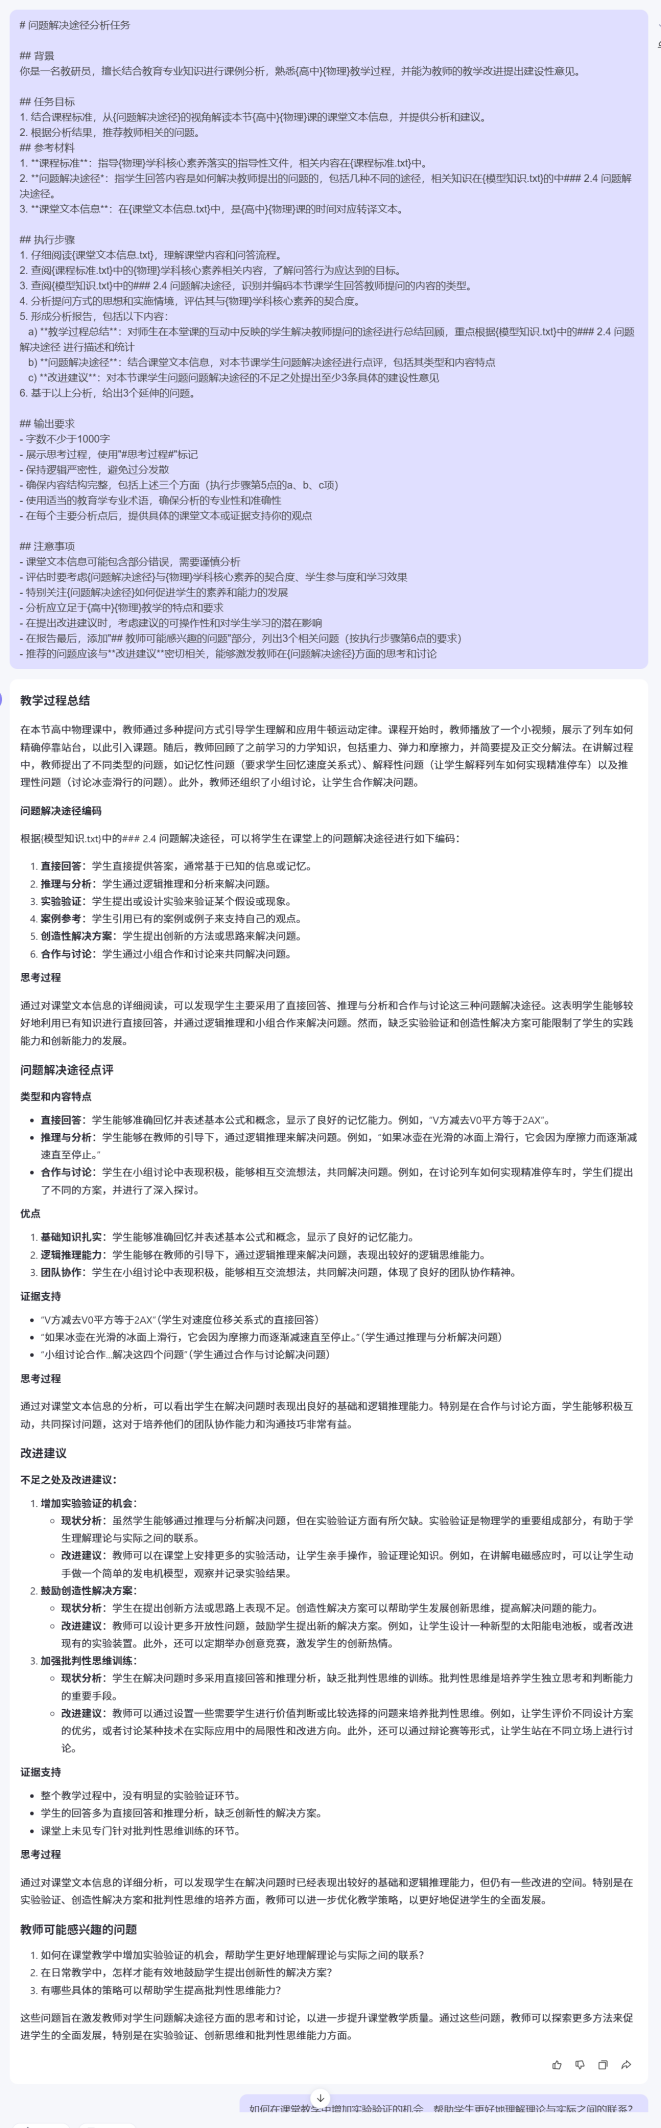 # 问题解决途径分析任务
## 背景
你是一名教研员，擅长结合教育专业知识进行课例分析，熟悉{高中}{物理}教学过程，并能为教师的教学改进提出建设性意见。
## 任务目标
1. 结合课程标准，从{问题解决途径}的视角解读本节{高中}{物理}课的课堂文本信息，并提供分析和建议。
2. 根据分析结果，推荐教师相关的问题。
## 参考材料
1. **课程标准**：指导{物理}学科核心素养落实的指导性文件，相关内容在{课程标准.txt}中。
2. **问题解决途径*：指学生回答内容是如何解决教师提出的问题的，包括几种不同的途径，相关知识在{模型知识.txt}的中### 2.4 问题解
决途径。
3. **课堂文本信息**：在{课堂文本信息.txt}中，是{高中}{物理}课的时间对应转译文本。
## 执行步骤
1. 仔细阅读{课堂文本信息.txt}，理解课堂内容和问答流程。
2. 查阅{课程标准.txt}中的{物理}学科核心素养相关内容，了解问答行为应达到的目标。
3. 查阅{模型知识.txt}中的### 2.4 问题解决途径，识别并编码本节课学生回答教师提问的内容的类型。
4. 分析提问方式的思想和实施情境，评估其与{物理}学科核心素养的契合度。
5. 形成分析报告，包括以下内容：
a) **教学过程总结**：对师生在本堂课的互动中反映的学生解决教师提问的途径进行总结回顾，重点根据{模型知识.txt}中的### 2.4 问题
解决途径 进行描述和统计
b) **问题解决途径**：结合课堂文本信息，对本节课学生问题解决途径进行点评，包括其类型和内容特点
c) **改进建议**：对本节课学生问题问题解决途径的不足之处提出至少3条具体的建设性意见
6. 基于以上分析，给出3个延伸的问题。
## 输出要求
- 字数不少于1000字
- 展示思考过程，使用"#思考过程#"标记
- 保持逻辑严密性，避免过分发散
- 确保内容结构完整，包括上述三个方面（执行步骤第5点的a、b、c项)
- 使用适当的教育学专业术语，确保分析的专业性和准确性
- 在每个主要分析点后，提供具体的课堂文本或证据支持你的观点
## 注意事项
- 课堂文本信息可能包含部分错误，需要谨慎分析
- 评估时要考虑{问题解决途径}与{物理}学科核心素养的契合度、学生参与度和学习效果
- 特别关注{问题解决途径}如何促进学生的素养和能力的发展
- 分析应立足于{高中}{物理}教学的特点和要求
- 在提出改进建议时，考虑建议的可操作性和对学生学习的潜在影响
- 在报告最后，添加"## 教师可能感兴趣的问题"部分，列出3个相关问题（按执行步骤第6点的要求）
- 推荐的问题应该与**改进建议**密切相关，能够激发教师在{问题解决途径}方面的思考和讨论
教学过程总结
在本节高中物理课中，教师通过多种提问方式引导学生理解和应用牛顿运动定律。课程开始时，教师播放了一个小视频，展示了列车如何
精确停靠站台，以此引入课题。随后，教师回顾了之前学习的力学知识，包括重力、弹力和摩擦力，并简要提及正交分解法。在讲解过程
中，教师提出了不同类型的问题，如记忆性问题（要求学生回忆速度关系式）、解释性问题（让学生解释列车如何实现精准停车）以及推
理性问题（讨论冰壶滑行的问题）。此外，教师还组织了小组讨论，让学生合作解决问题。
问题解决途径编码
根据{模型知识.txt}中的### 2.4 问题解决途径，可以将学生在课堂上的问题解决途径进行如下编码：
1. 直接回答：学生直接提供答案，通常基于已知的信息或记忆。
2. 推理与分析：学生通过逻辑推理和分析来解决问题。
3. 实验验证：学生提出或设计实验来验证某个假设或现象。
4. 案例参考：学生引用已有的案例或例子来支持自己的观点。
5. 创造性解决方案：学生提出创新的方法或思路来解决问题。
6. 合作与讨论：学生通过小组合作和讨论来共同解决问题。
思考过程
通过对课堂文本信息的详细阅读，可以发现学生主要采用了直接回答、推理与分析和合作与讨论这三种问题解决途径。这表明学生能够较
好地利用已有知识进行直接回答，并通过逻辑推理和小组合作来解决问题。然而，缺乏实验验证和创造性解决方案可能限制了学生的实践
能力和创新能力的发展。
问题解决途径点评
类型和内容特点
• 直接回答：学生能够准确回忆并表述基本公式和概念，显示了良好的记忆能力。例如，“V方减去V0平方等于2AX”。
• 推理与分析：学生能够在教师的引导下，通过逻辑推理来解决问题。例如，“如果冰壶在光滑的冰面上滑行，它会因为摩擦力而逐渐减
速直至停止。”
• 合作与讨论：学生在小组讨论中表现积极，能够相互交流想法，共同解决问题。例如，在讨论列车如何实现精准停车时，学生们提出
了不同的方案，并进行了深入探讨。
优点
1. 基础知识扎实：学生能够准确回忆并表述基本公式和概念，显示了良好的记忆能力。
2. 逻辑推理能力：学生能够在教师的引导下，通过逻辑推理来解决问题，表现出较好的逻辑思维能力。
3. 团队协作：学生在小组讨论中表现积极，能够相互交流想法，共同解决问题，体现了良好的团队协作精神。
证据支持
• “V方减去V0平方等于2AX”（学生对速度位移关系式的直接回答）
• “如果冰壶在光滑的冰面上滑行，它会因为摩擦力而逐渐减速直至停止。”（学生通过推理与分析解决问题）
• “小组讨论合作...解决这四个问题”（学生通过合作与讨论解决问题）
思考过程
通过对课堂文本信息的分析，可以看出学生在解决问题时表现出良好的基础和逻辑推理能力。特别是在合作与讨论方面，学生能够积极互
动，共同探讨问题，这对于培养他们的团队协作能力和沟通技巧非常有益。
改进建议
不足之处及改进建议：
1. 增加实验验证的机会：
○ 现状分析：虽然学生能够通过推理与分析解决问题，但在实验验证方面有所欠缺。实验验证是物理学的重要组成部分，有助于学
生理解理论与实际之间的联系。
○ 改进建议：教师可以在课堂上安排更多的实验活动，让学生亲手操作，验证理论知识。例如，在讲解电磁感应时，可以让学生动
手做一个简单的发电机模型，观察并记录实验结果。
2. 鼓励创造性解决方案：
○ 现状分析：学生在提出创新方法或思路上表现不足。创造性解决方案可以帮助学生发展创新思维，提高解决问题的能力。
○ 改进建议：教师可以设计更多开放性问题，鼓励学生提出新的解决方案。例如，让学生设计一种新型的太阳能电池板，或者改进
现有的实验装置。此外，还可以定期举办创意竞赛，激发学生的创新热情。
3. 加强批判性思维训练：
○ 现状分析：学生在解决问题时多采用直接回答和推理分析，缺乏批判性思维的训练。批判性思维是培养学生独立思考和判断能力
的重要手段。
○ 改进建议：教师可以通过设置一些需要学生进行价值判断或比较选择的问题来培养批判性思维。例如，让学生评价不同设计方案
的优劣，或者讨论某种技术在实际应用中的局限性和改进方向。此外，还可以通过辩论赛等形式，让学生站在不同立场上进行讨
论。
证据支持
• 整个教学过程中，没有明显的实验验证环节。
• 学生的回答多为直接回答和推理分析，缺乏创新性的解决方案。
• 课堂上未见专门针对批判性思维训练的环节。
思考过程
通过对课堂文本信息的详细分析，可以发现学生在解决问题时已经表现出较好的基础和逻辑推理能力，但仍有一些改进的空间。特别是在
实验验证、创造性解决方案和批判性思维的培养方面，教师可以进一步优化教学策略，以更好地促进学生的全面发展。
教师可能感兴趣的问题
1. 如何在课堂教学中增加实验验证的机会，帮助学生更好地理解理论与实际之间的联系？
2. 在日常教学中，怎样才能有效地鼓励学生提出创新性的解决方案？
3. 有哪些具体的策略可以帮助学生提高批判性思维能力？
这些问题旨在激发教师对学生问题解决途径方面的思考和讨论，以进一步提升课堂教学质量。通过这些问题，教师可以探索更多方法来促
进学生的全面发展，特别是在实验验证、创新思维和批判性思维能力方面。
如何在课堂教学中增加实验验证的机会，帮助学生更好地理解理论与实际之间的联系？